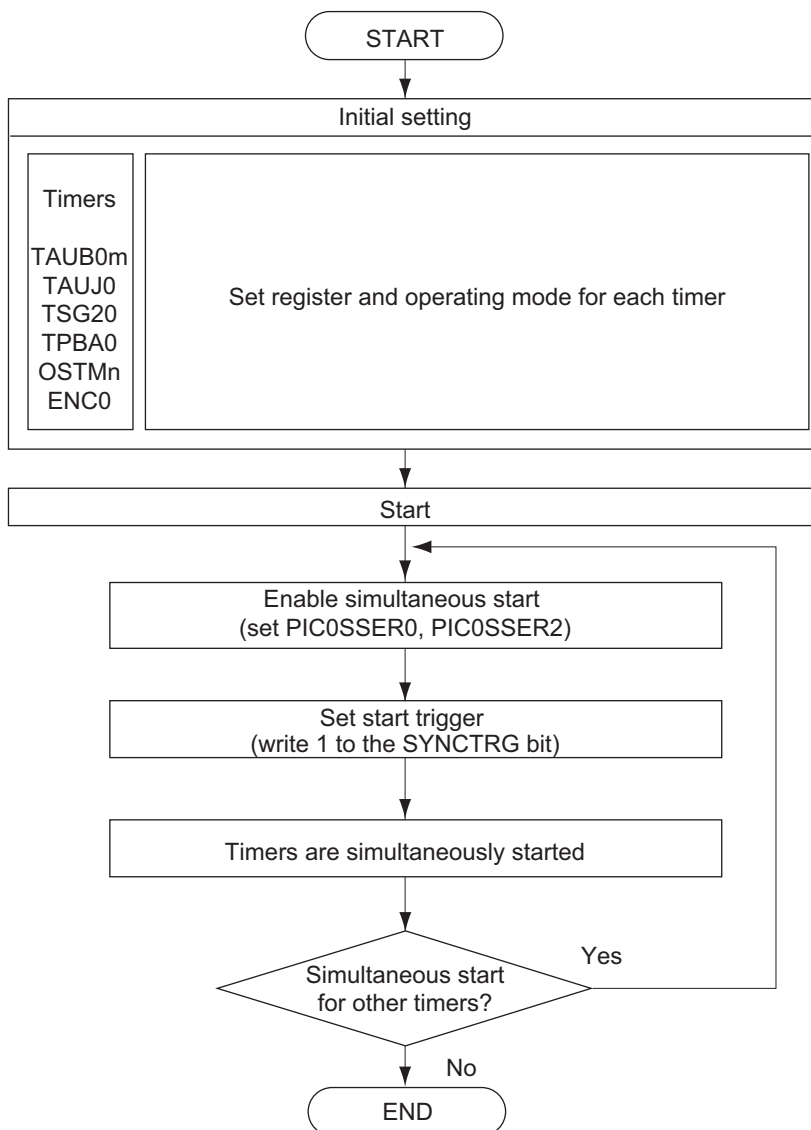 START
Initial setting
Timers
TAUB0m
TAUJ0
TSG20
TPBA0
OSTMn
ENC0
Set register and operating mode for each timer
Start
Enable simultaneous start
(set PIC0SSER0, PIC0SSER2)
Set start trigger
(write 1 to the SYNCTRG bit)
Timers are simultaneously started
Simultaneous start
for other timers?
Yes
No
END